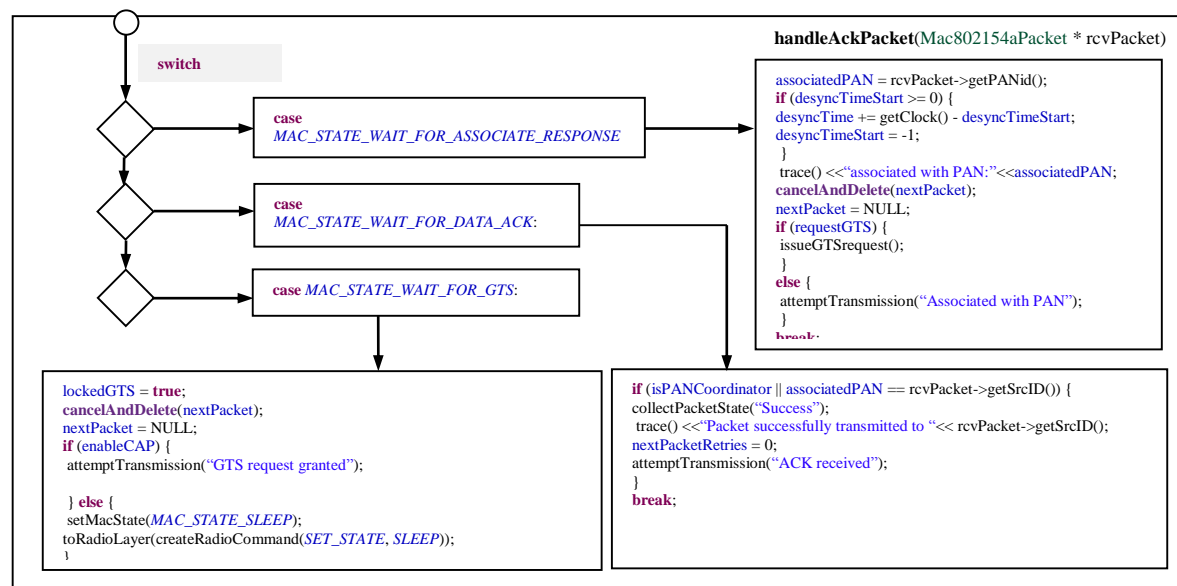 handleAckPacket(Mac802154aPacket * rcvPacket)
switch
case
MAC_STATE_WAIT_FOR_ASSOCIATE_RESPONSE
associatedPAN = rcvPacket->getPANid();
if (desyncTimeStart >= 0) {
desyncTime += getClock() - desyncTimeStart;
desyncTimeStart = -1;
}
trace() <<“associated with PAN:”<<associatedPAN;
cancelAndDelete(nextPacket);
nextPacket = NULL;
if (requestGTS) {
issueGTSrequest();
}
else {
attemptTransmission(“Associated with PAN”);
}
break;
case
MAC_STATE_WAIT_FOR_DATA_ACK:
case MAC_STATE_WAIT_FOR_GTS:
lockedGTS = true;
cancelAndDelete(nextPacket);
nextPacket = NULL;
if (enableCAP) {
attemptTransmission(“GTS request granted”);
} else {
setMacState(MAC_STATE_SLEEP);
toRadioLayer(createRadioCommand(SET_STATE, SLEEP));
}
if (isPANCoordinator || associatedPAN == rcvPacket->getSrcID()) {
collectPacketState(“Success”);
trace() <<“Packet successfully transmitted to “<< rcvPacket->getSrcID();
nextPacketRetries = 0;
attemptTransmission(“ACK received”);
}
break;